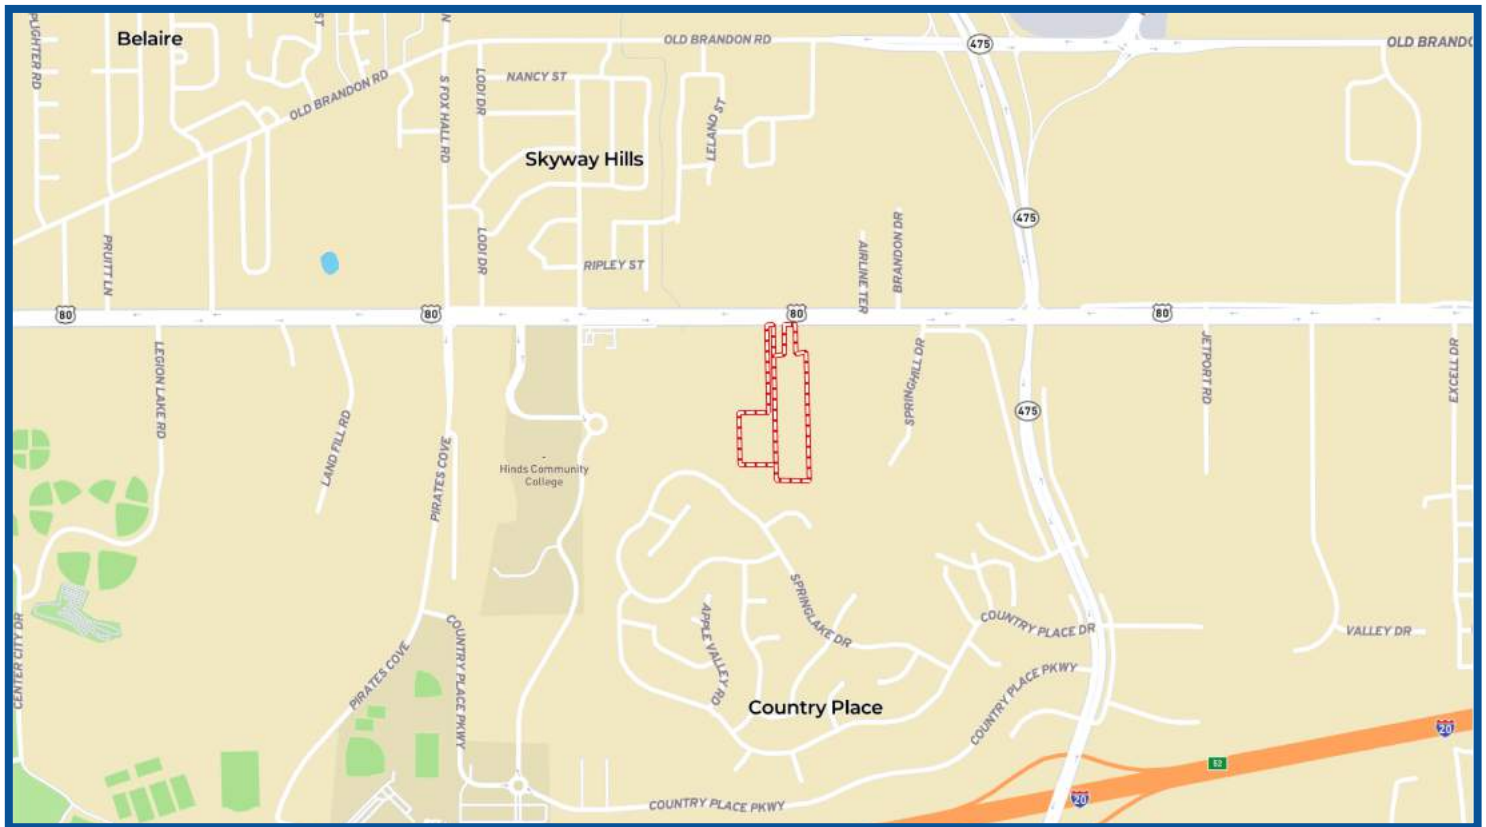 PLIGHTER RD
Belaire
ST
N
OLD BRANDON RD
475
OLD BRAND
OLD BRANDON RD
S FOX HALL RD
LODI DR
NANCY ST
LELAND ST
Skyway Hills
475
PRUITT LN
LODI DR
RIPLEY ST
AIRLINE TER
BRANDON DR
80
80
80
80
LEGION LAKE RD
LAND FILL RD
PIRATES COVE
SPRINGHILL DR
JETPORT RD
EXCELL DR
475
Hinds Community
College
CENTER CITY DR
PIRATES COVE
COUNTRY PLACE PKWY
APPLE VALLEY RD
SPRINGLAKE DR
COUNTRY PLACE DR
VALLEY DR
COUNTRY PLACE PKWY
Country Place
20
52
20
COUNTRY PLACE PKWY